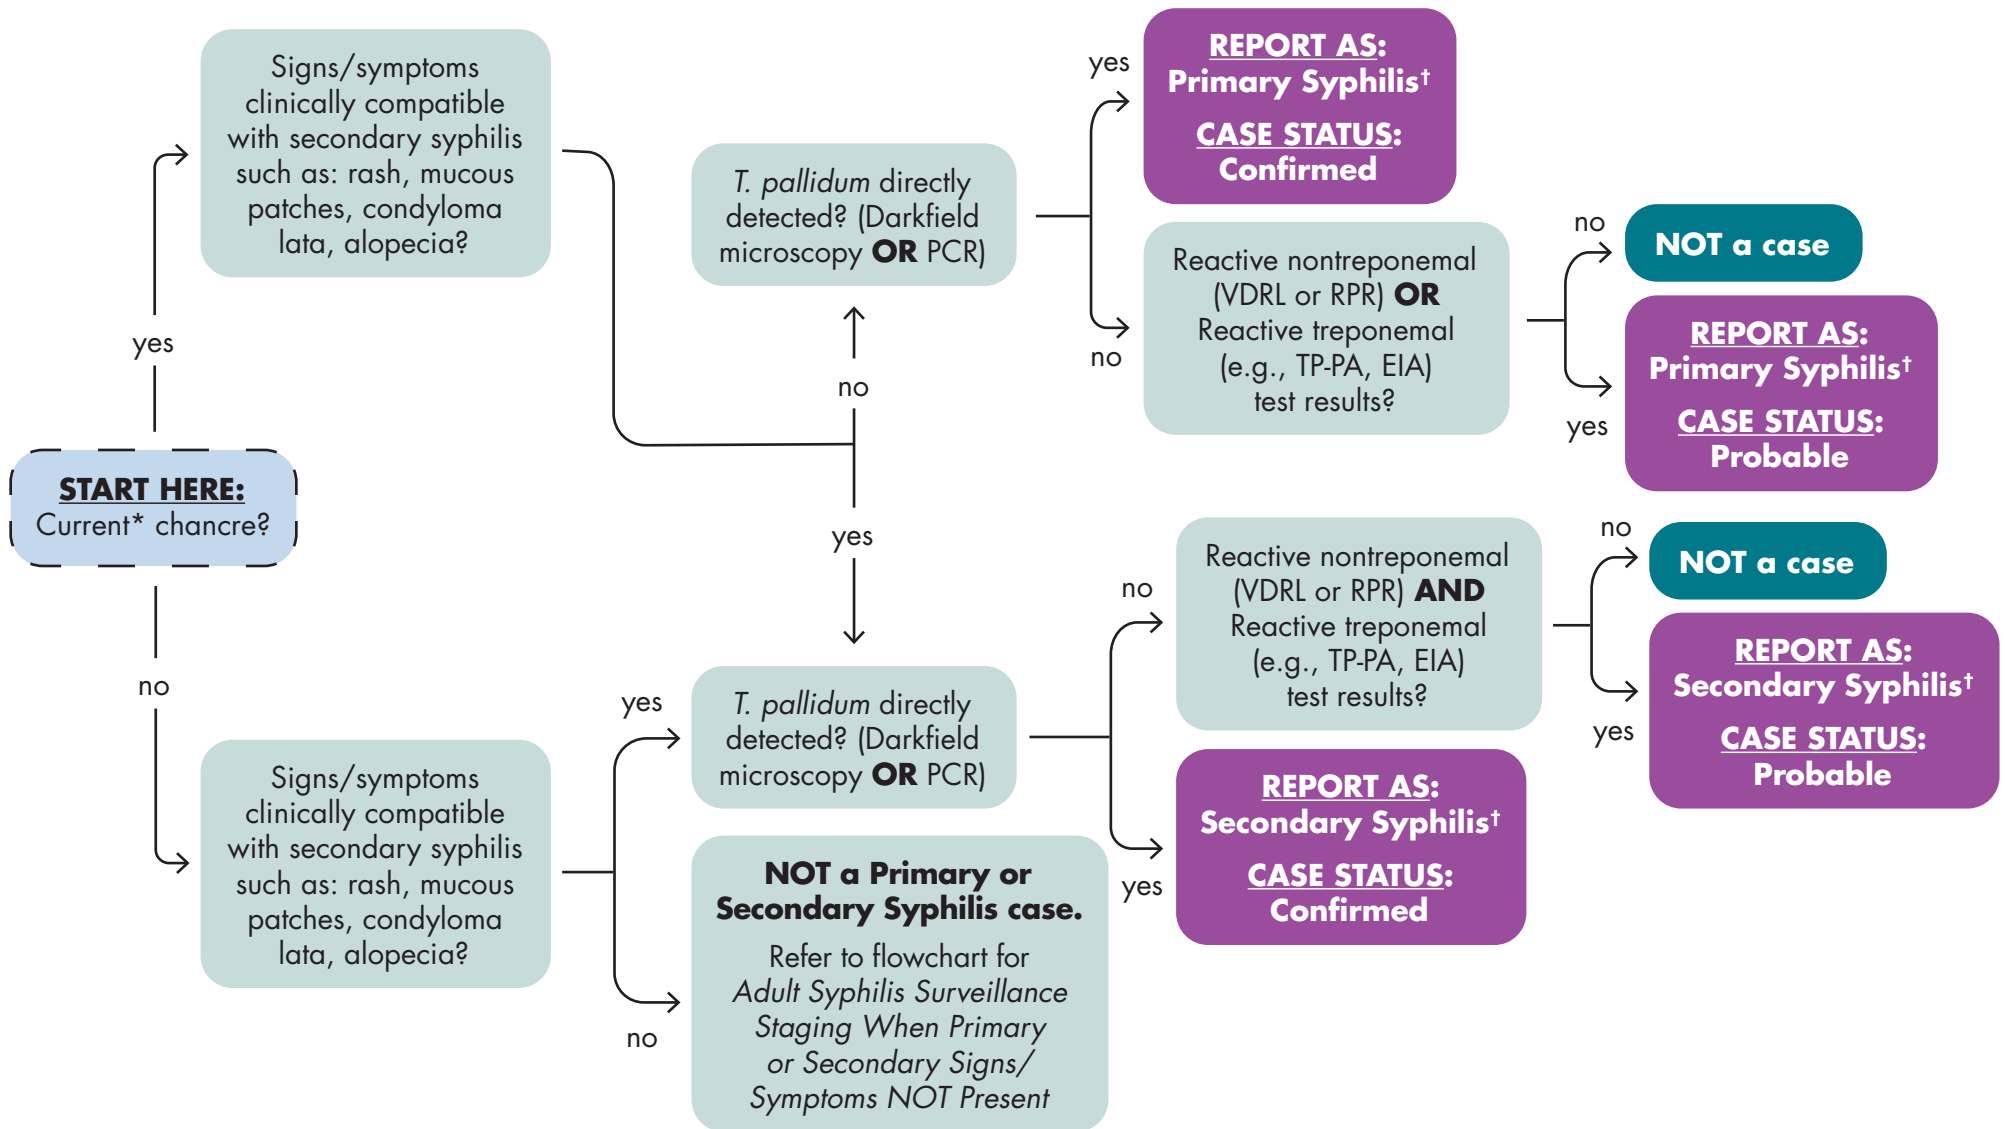 START HERE:
Current* chancre?
yes
no
Signs/symptoms
clinically compatible
with secondary syphilis
such as: rash, mucous
patches, condyloma
lata, alopecia?
no
yes
T. pallidum directly
detected? (Darkfield
microscopy OR PCR)
yes
no
REPORT AS:
Primary Syphilis†
CASE STATUS:
Confirmed
Reactive nontreponemal
(VDRL or RPR) OR
Reactive treponemal
(e.g., TP-PA, EIA)
test results?
no
yes
NOT a case
REPORT AS:
Primary Syphilis†
CASE STATUS:
Probable
Signs/symptoms
clinically compatible
with secondary syphilis
such as: rash, mucous
patches, condyloma
lata, alopecia?
yes
no
T. pallidum directly
detected? (Darkfield
microscopy OR PCR)
NOT a Primary or
Secondary Syphilis case.
Refer to flowchart for
Adult Syphilis Surveillance
Staging When Primary
or Secondary Signs/
Symptoms NOT Present
no
yes
Reactive nontreponemal
(VDRL or RPR) AND
Reactive treponemal
(e.g., TP-PA, EIA)
test results?
REPORT AS:
Secondary Syphilis†
CASE STATUS:
Confirmed
no
yes
NOT a case
REPORT AS:
Secondary Syphilis†
CASE STATUS:
Probable